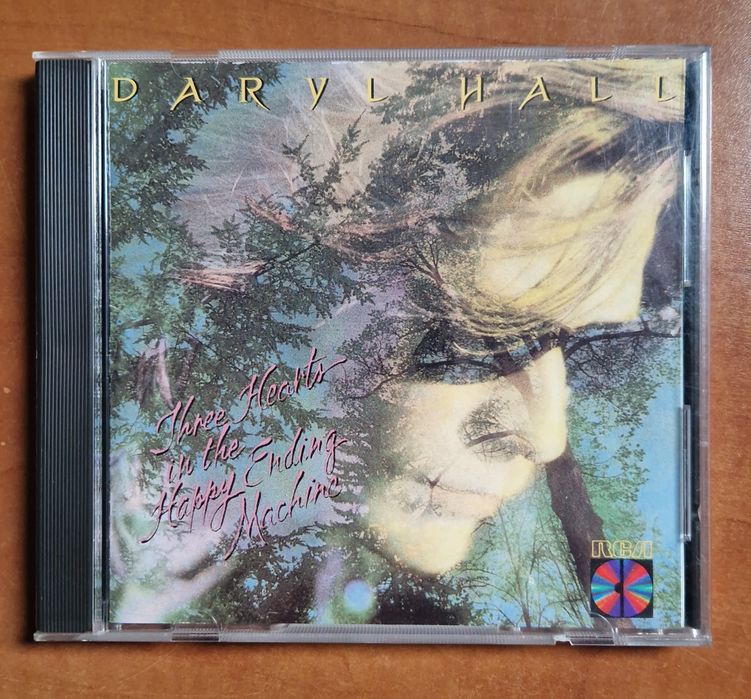 DARYL HALL
Three Hearts
in the
Happy Ending
Machine
RCA